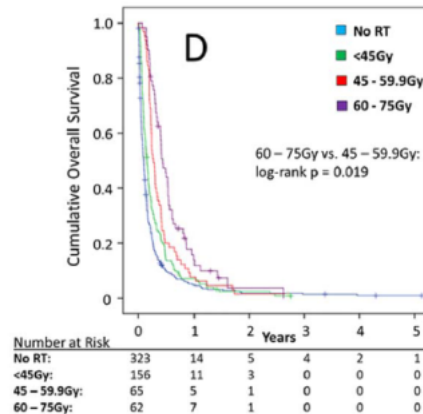 D
No RT
<45Gy
45 - 59.9Gy
60 - 75Gy
60 – 75Gy vs. 45 – 59.9Gy:
log-rank p = 0.019
Cumulative Overall Survival
1.0
0.8
0.6
0.4
0.2
0
0 1 2 3 4 5
Years
Number at Risk
No RT: 323 14 5 4 2 1
<45Gy: 156 11 3 0 0 0
45 – 59.9Gy: 65 5 1 0 0 0
60 – 75Gy: 62 7 1 0 0 0